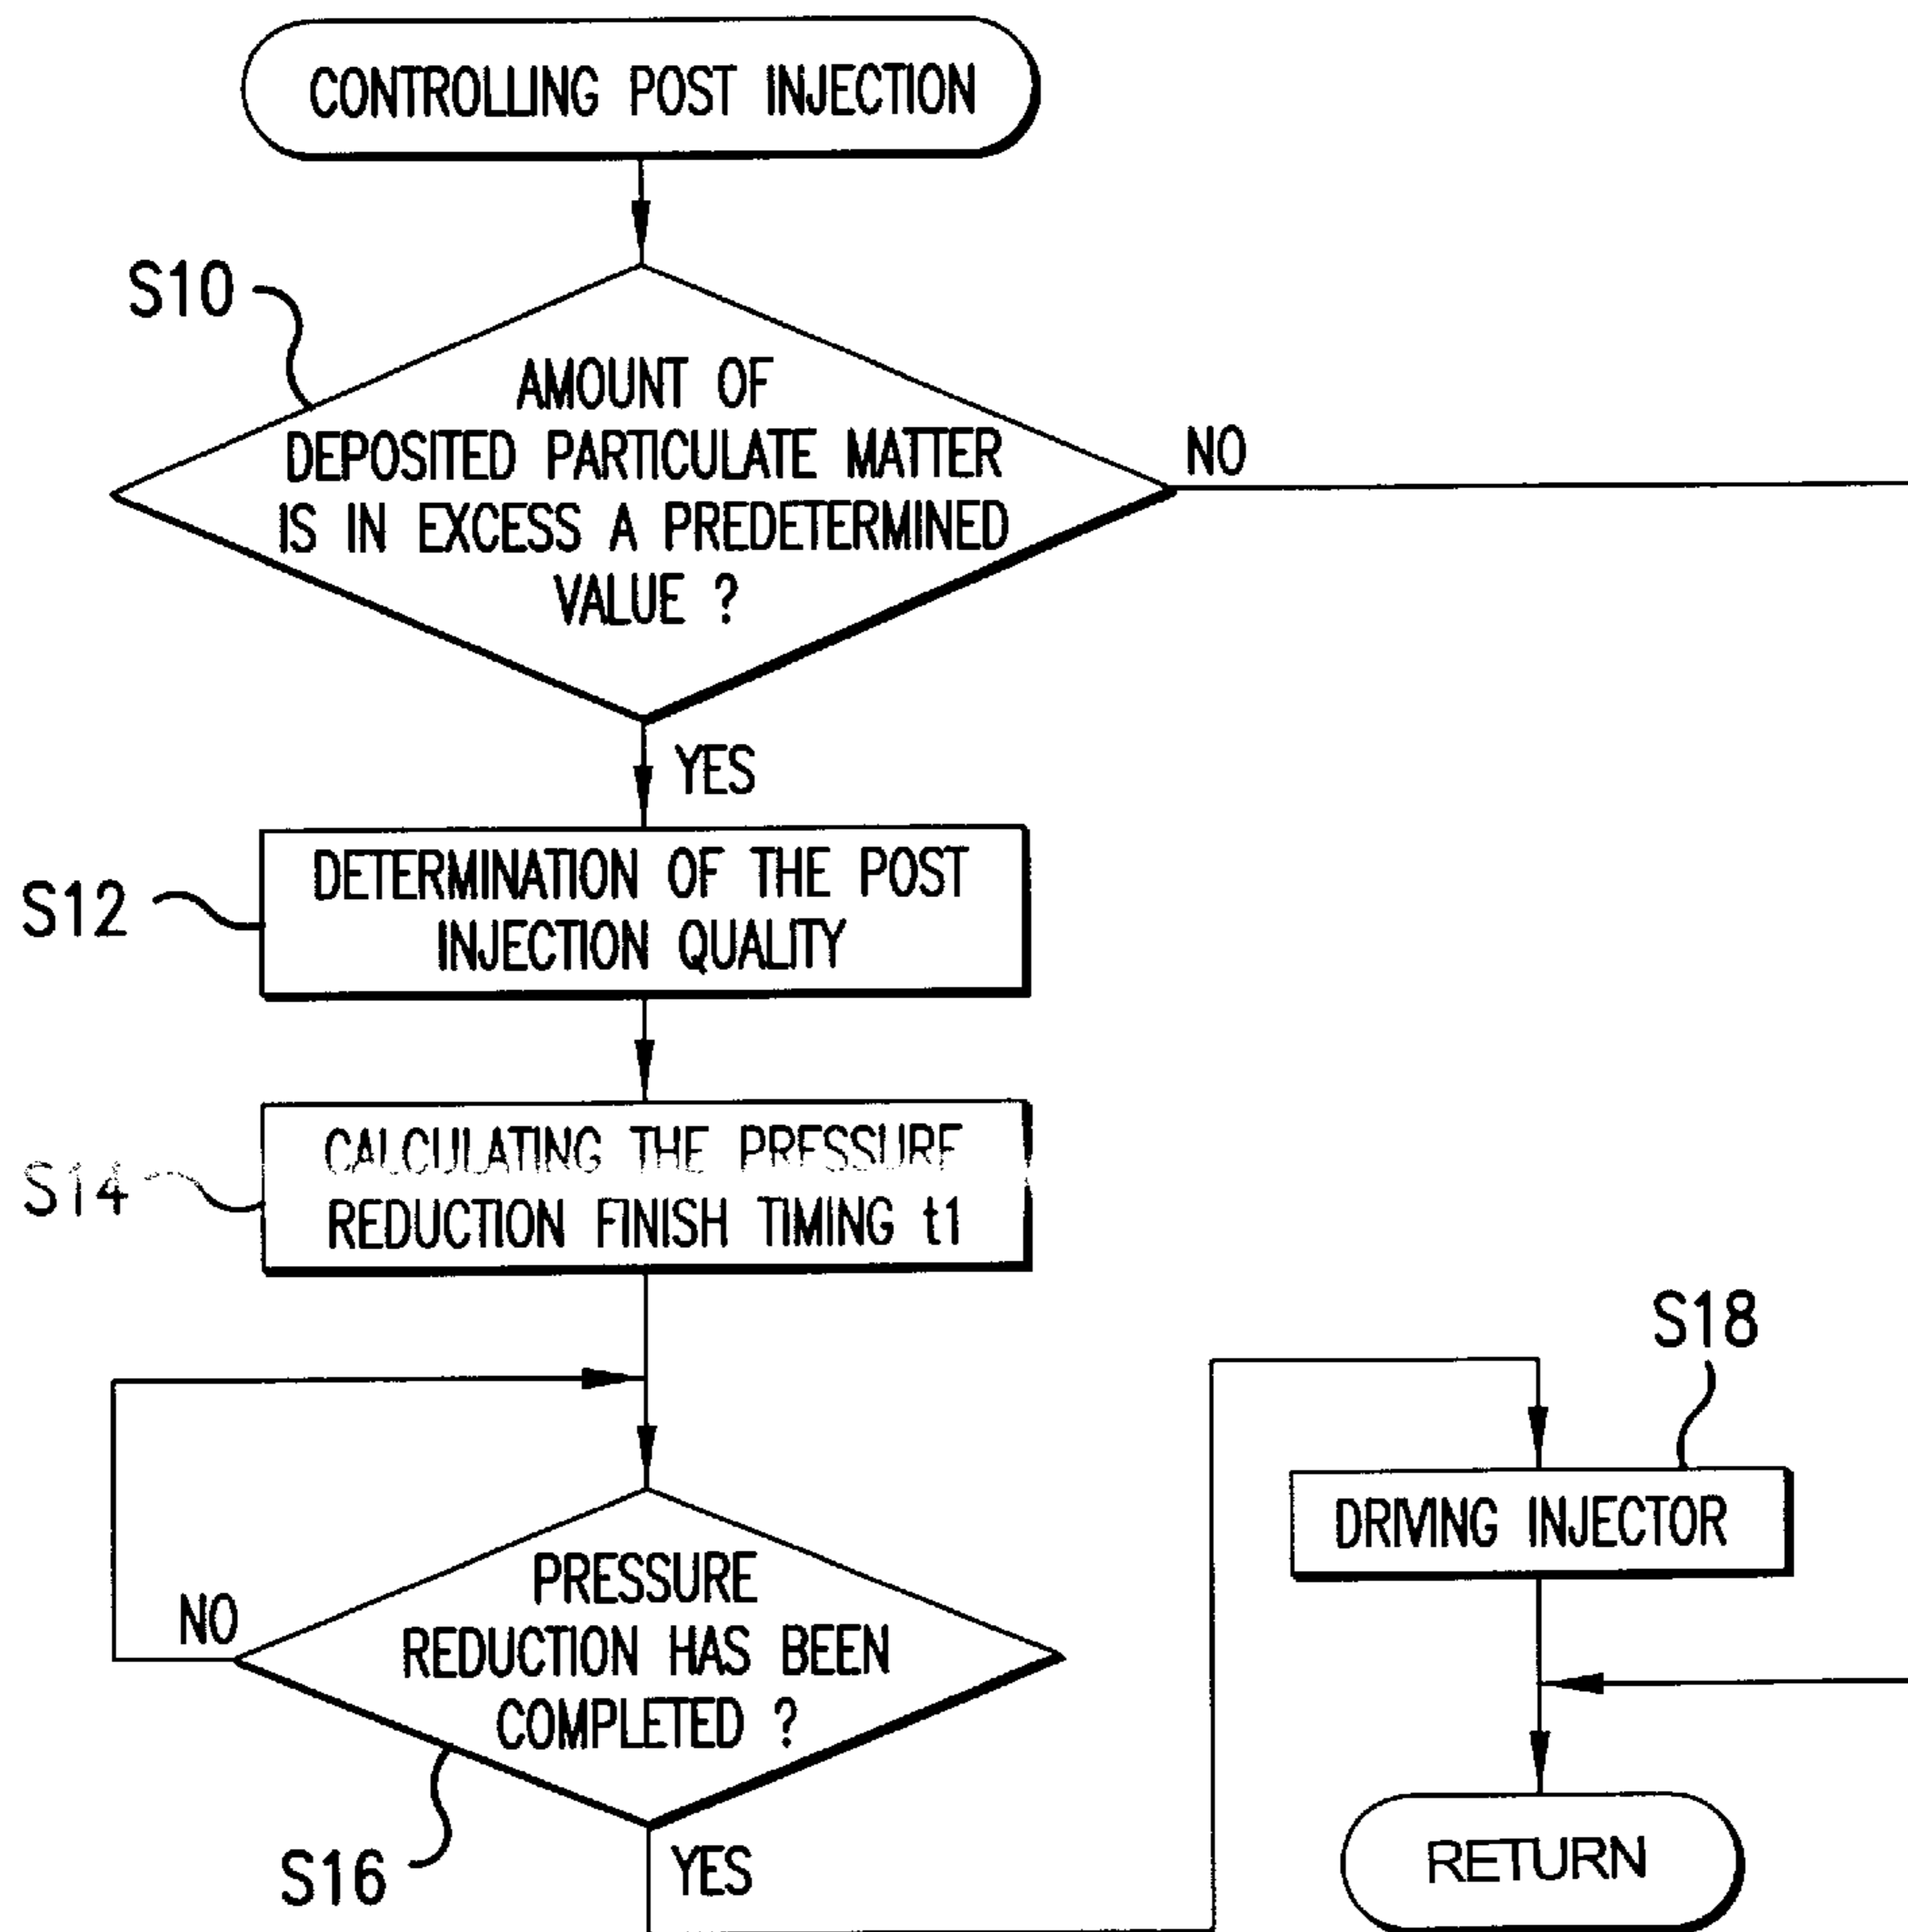 CONTROLLING POST INJECTION
S10
AMOUNT OF
DEPOSITED PARTICULATE MATTER
IS IN EXCESS A PREDETERMINED
VALUE ?
NO
YES
S12
DETERMINATION OF THE POST
INJECTION QUALITY
S14
CALCULATING THE PRESSURE
REDUCTION FINISH TIMING t1
NO
PRESSURE
REDUCTION HAS BEEN
COMPLETED ?
S16
YES
S18
DRIVING INJECTOR
RETURN